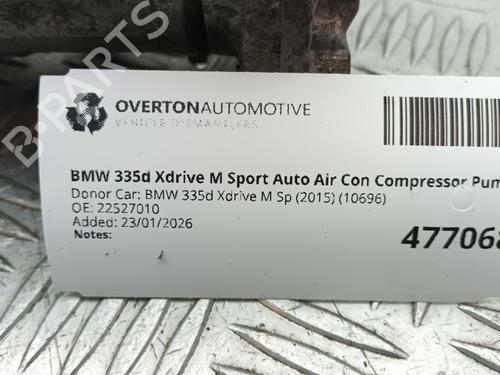 OVERTONAUTOMOTIVE
VEHICLE DISMANTLERS
BMW 335d Xdrive M Sport Auto Air Con Compressor Pum
Donor Car: BMW 335d Xdrive M Sp (2015) (10696)
OE: 22527010
Added: 23/01/2026
Notes:
477068
B-PARTS